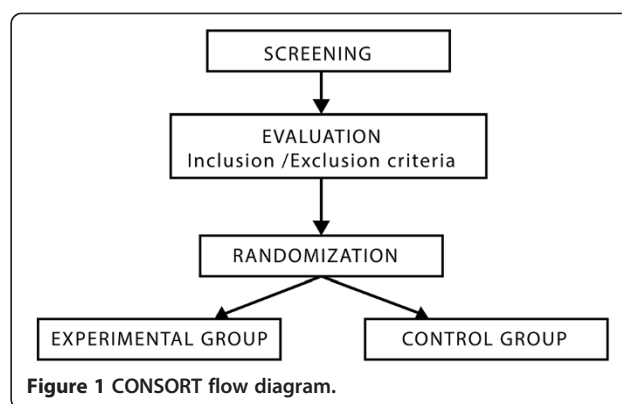 SCREENING
EVALUATION
Inclusion /Exclusion criteria
RANDOMIZATION
EXPERIMENTAL GROUP
CONTROL GROUP
Figure 1 CONSORT flow diagram.